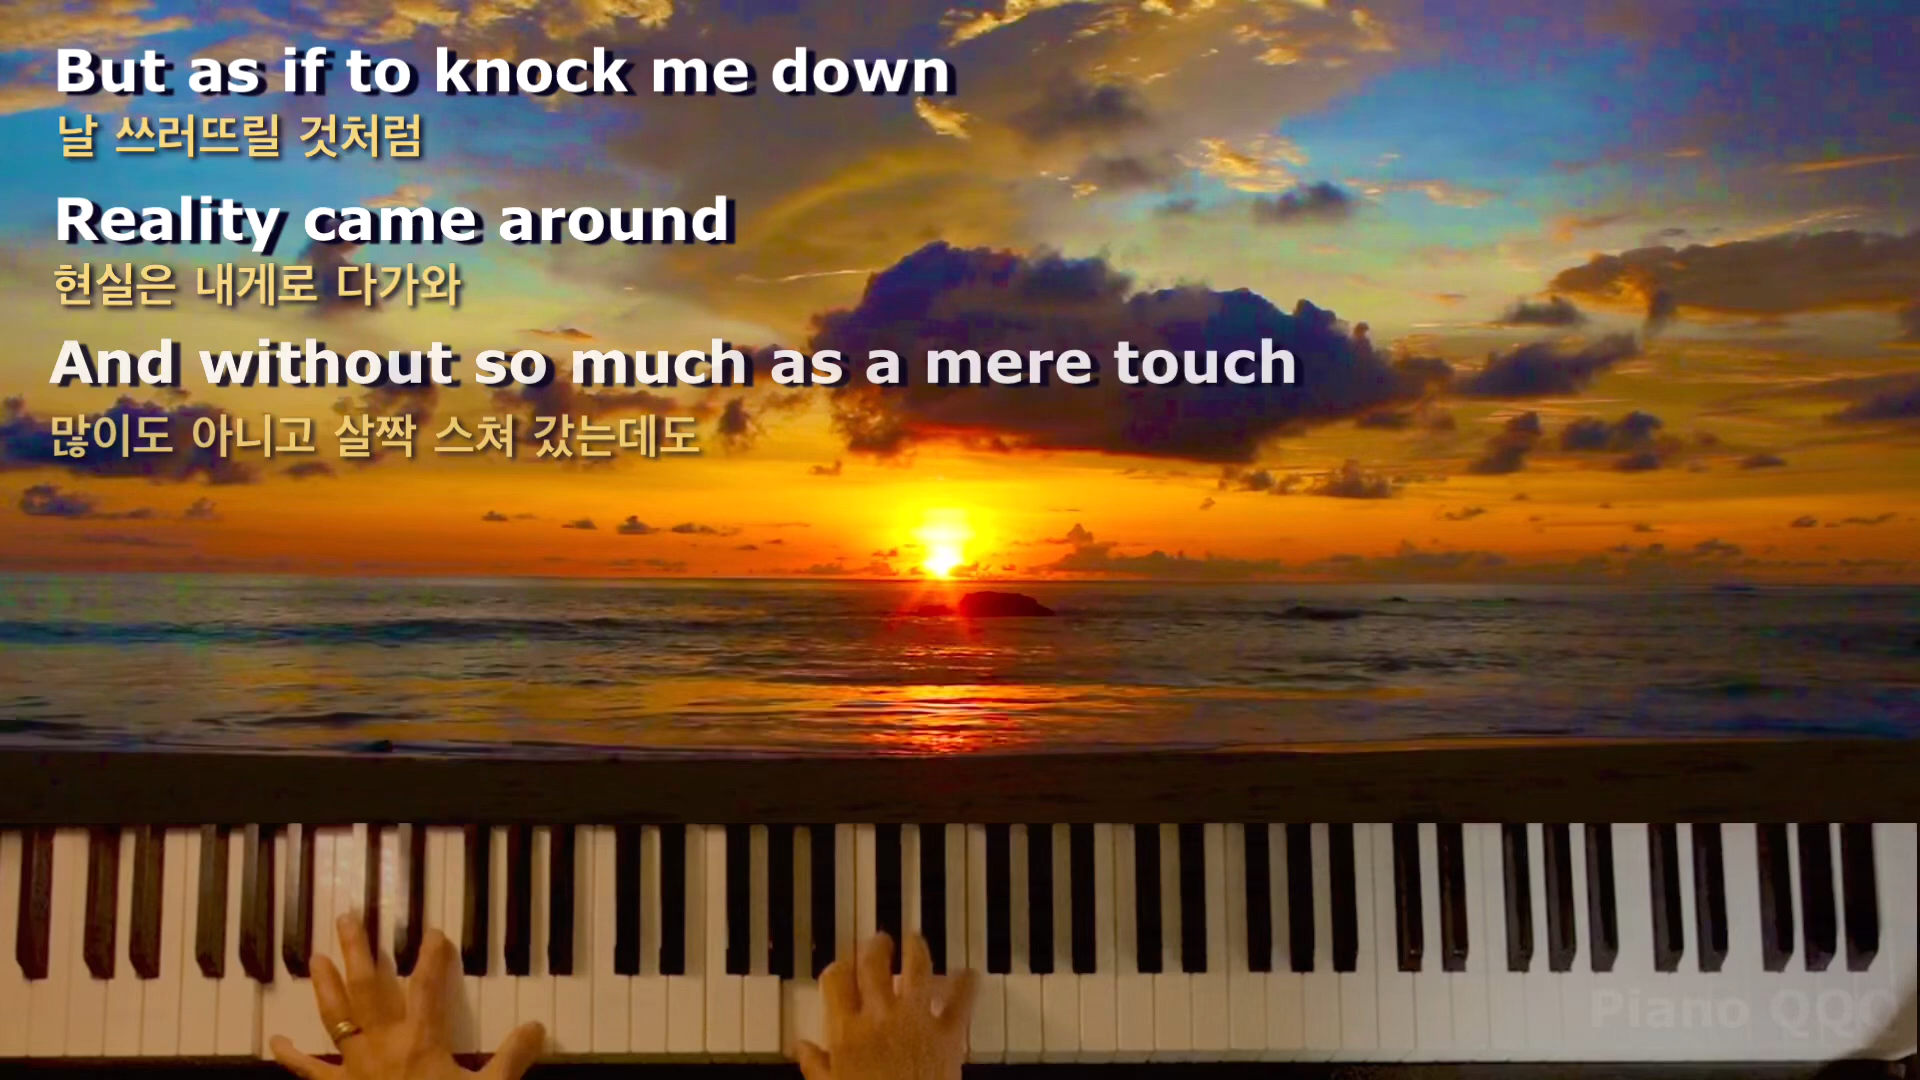 But as if to knock me down
날 쓰러뜨릴 것처럼
Reality came around
현실은 내게로 다가와
And without so much as a mere touch
많이도 아니고 살짝 스쳐 갔는데도
Piano QQQ